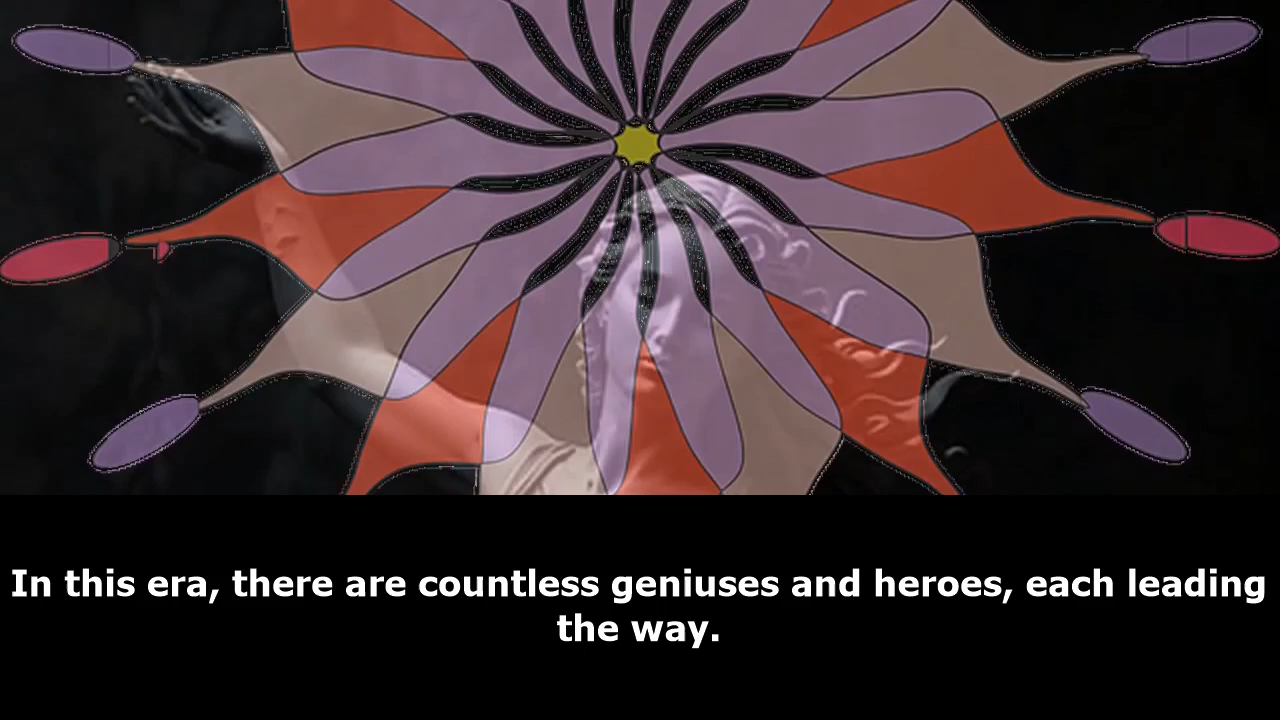 In this era, there are countless geniuses and heroes, each leading
the way.